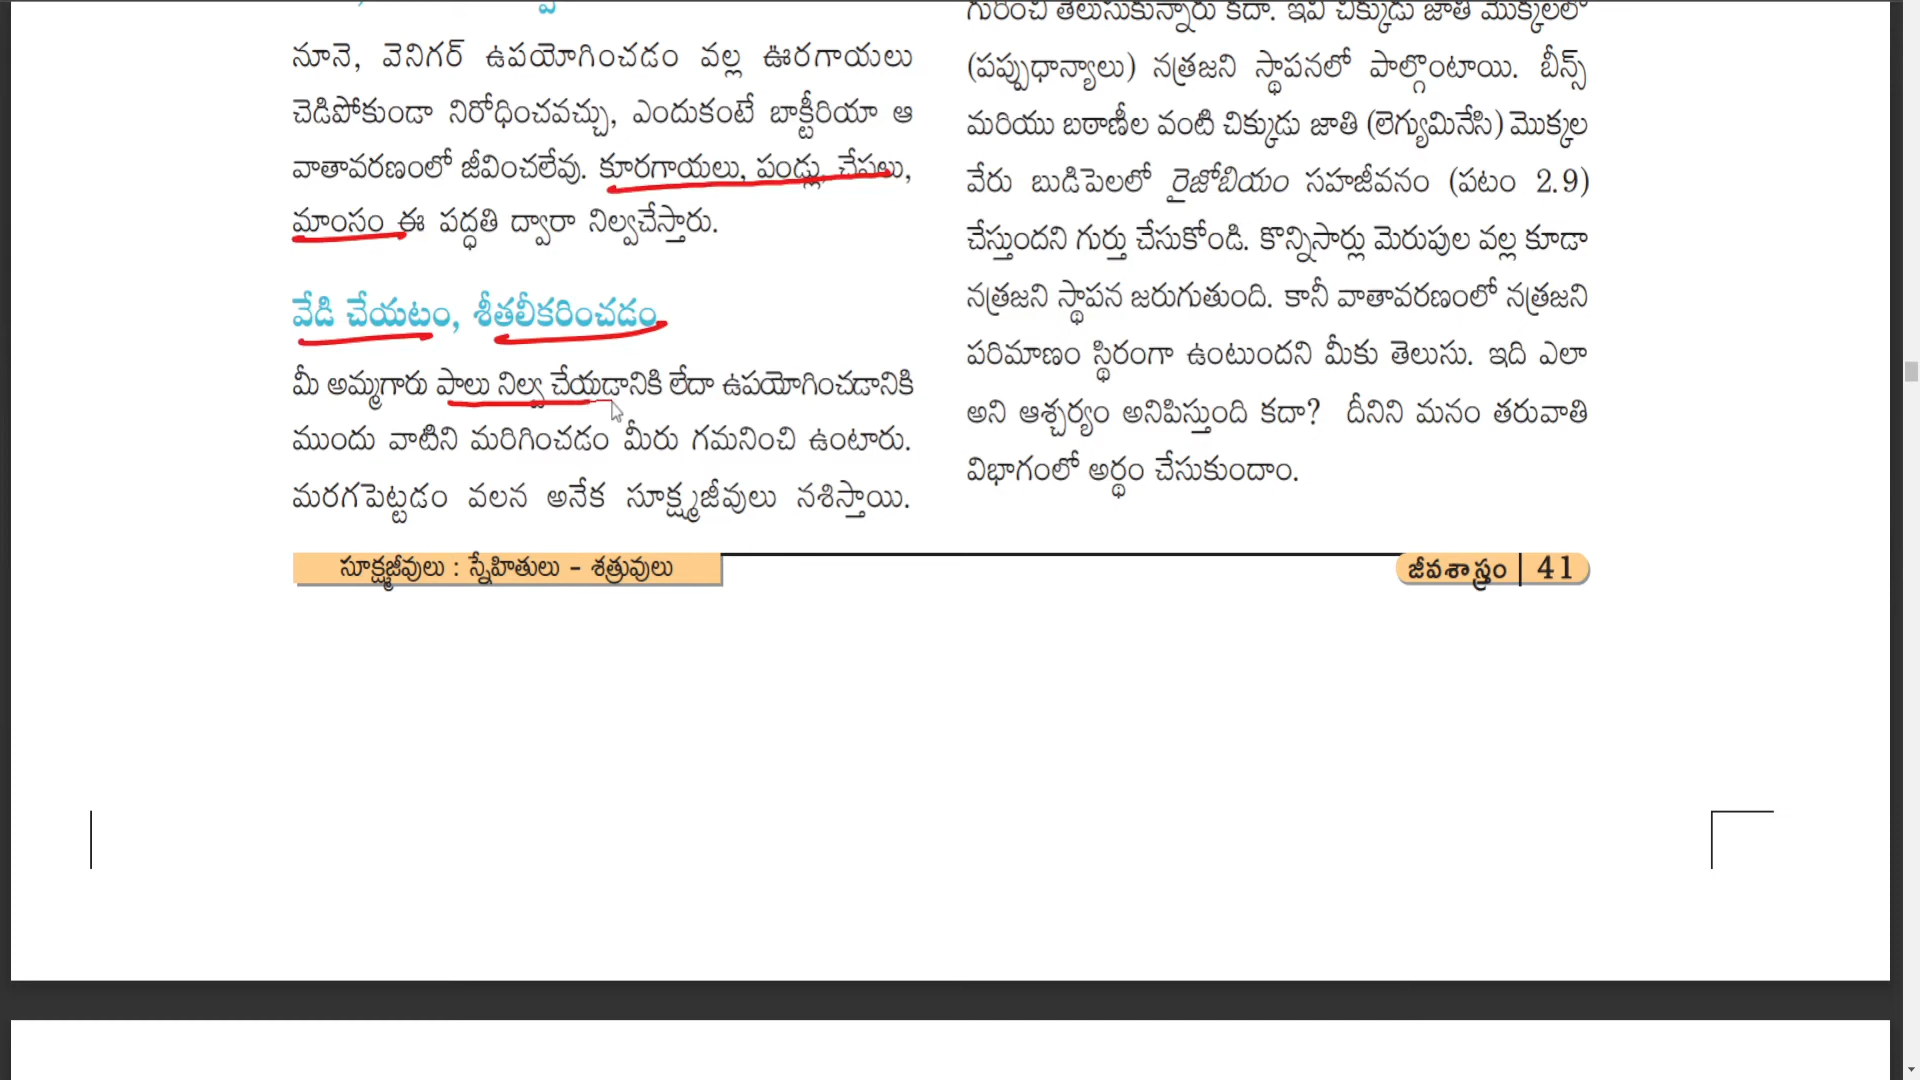 నూనె, వెనిగర్ ఉపయోగించడం వల్ల ఊరగాయలు
చెడిపోకుండా నిరోధించవచ్చు, ఎందుకంటే బాక్టీరియా ఆ
వాతావరణంలో జీవించలేవు. కూరగాయలు, పండ్లు, చేపలు,
మాంసం ఈ పద్ధతి ద్వారా నిల్వచేస్తారు.
వేడి చేయటం, శీతలీకరించడం
మీ అమ్మగారు పాలు నిల్వ చేయడానికి లేదా ఉపయోగించడానికి
ముందు వాటిని మరిగించడం మీరు గమనించి ఉంటారు.
మరగపెట్టడం వలన అనేక సూక్ష్మజీవులు నశిస్తాయి.
గురించి తెలుసుకున్నారు కదా. ఇవి చిక్కుడు జాతి మొక్కలలో
(పప్పుధాన్యాలు) నత్రజని స్థాపనలో పాల్గొంటాయి. బీన్స్
మరియు బఠాణీల వంటి చిక్కుడు జాతి (లెగ్యుమినేసి) మొక్కల
వేరు బుడిపెలలో రైజోబియం సహజీవనం (పటం 2.9)
చేస్తుందని గుర్తు చేసుకోండి. కొన్నిసార్లు మెరుపుల వల్ల కూడా
నత్రజని స్థాపన జరుగుతుంది. కానీ వాతావరణంలో నత్రజని
పరిమాణం స్థిరంగా ఉంటుందని మీకు తెలుసు. ఇది ఎలా
అని ఆశ్చర్యం అనిపిస్తుంది కదా? దీనిని మనం తరువాతి
విభాగంలో అర్థం చేసుకుందాం.
సూక్ష్మజీవులు : స్నేహితులు - శత్రువులు
జీవశాస్త్రం 41